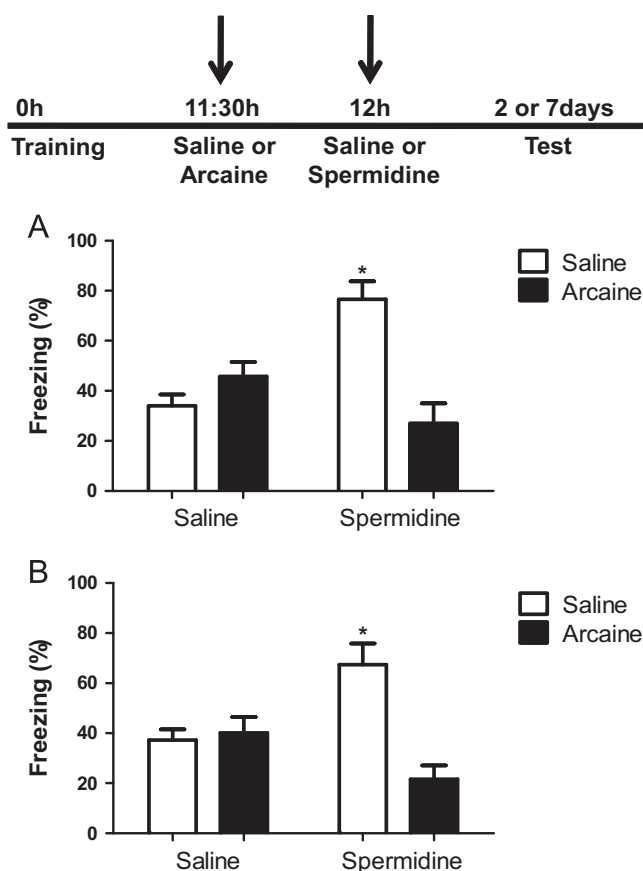 0h 11:30h 12h 2 or 7days
Training Saline or Saline or Test
Arcaine Spermidine
A
100
80
60
40
20
0
Freezing (%)
*
Saline
Arcaine
Saline Spermidine
B
100
80
60
40
20
0
Freezing (%)
*
Saline
Arcaine
Saline Spermidine